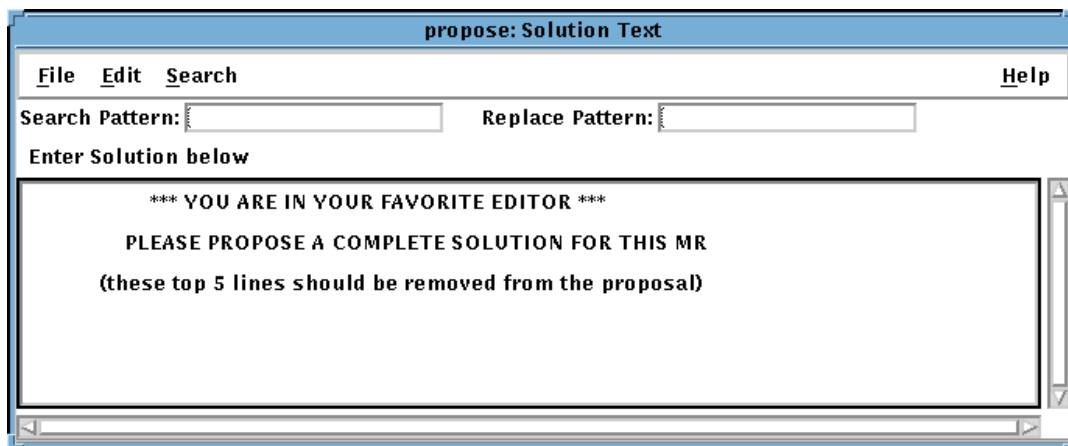 propose: Solution Text
File Edit Search Help
Search Pattern: Replace Pattern:
Enter Solution below
*** YOU ARE IN YOUR FAVORITE EDITOR ***
PLEASE PROPOSE A COMPLETE SOLUTION FOR THIS MR
(these top 5 lines should be removed from the proposal)